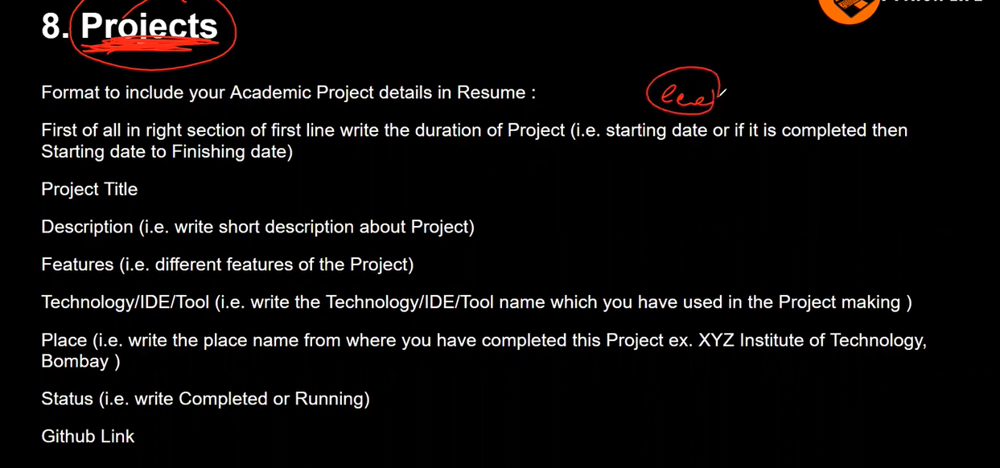 8. Projects
Format to include your Academic Project details in Resume :
First of all in right section of first line write the duration of Project (i.e. starting date or if it is completed then
Starting date to Finishing date)
Project Title
Description (i.e. write short description about Project)
Features (i.e. different features of the Project)
Technology/IDE/Tool (i.e. write the Technology/IDE/Tool name which you have used in the Project making )
Place (i.e. write the place name from where you have completed this Project ex. XYZ Institute of Technology,
Bombay )
Status (i.e. write Completed or Running)
Github Link